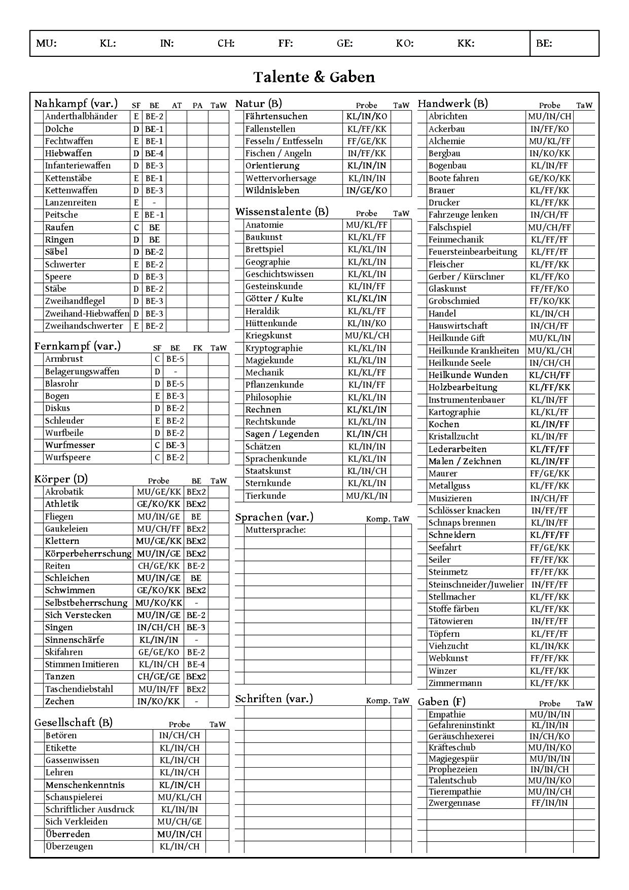 MU: KL: IN: CH: FF: GE: KO: KK: BE:
Talente & Gaben
Nahkampf (var.) SF BE AT PA TaW
Anderthalbhänder E BE-2
Dolche D BE-1
Fechtwaffen E BE-1
Hiebwaffen D BE-4
Infanteriewaffen D BE-3
Kettenstäbe E BE-1
Kettenwaffen D BE-3
Lanzenreiten E -
Peitsche E BE-1
Raufen C BE
Ringen D BE
Säbel D BE-2
Schwerter E BE-2
Speere D BE-3
Stäbe D BE-2
Zweihandflegel D BE-3
Zweihand-Hiebwaffen D BE-3
Zweihandschwerter E BE-2
Fernkampf (var.) SF BE FK TaW
Armbrust C BE-5
Belagerungswaffen D -
Blasrohr D BE-5
Bogen E BE-3
Diskus D BE-2
Schleuder E BE-2
Wurfbeile D BE-2
Wurfmesser C BE-3
Wurfspeere C BE-2
Körper (D) Probe BE TaW
Akrobatik MU/GE/KK BEx2
Athletik GE/KO/KK BEx2
Fliegen MU/IN/GE BE
Gaukeleien MU/CH/FF BEx2
Klettern MU/GE/KK BEx2
Körperbeherrschung MU/IN/GE BEx2
Reiten CH/GE/KK BE-2
Schleichen MU/IN/GE BE
Schwimmen GE/KO/KK BEx2
Selbstbeherrschung MU/KO/KK -
Sich Verstecken MU/IN/GE BE-2
Singen IN/CH/CH BE-3
Sinnenschärfe KL/IN/IN -
Skifahren GE/GE/KO BE-2
Stimmen Imitieren KL/IN/CH BE-4
Tanzen CH/GE/GE BEx2
Taschendiebstahl MU/IN/FF BEx2
Zechen IN/KO/KK -
Gesellschaft (B) Probe TaW
Betören IN/CH/CH
Etikette KL/IN/CH
Gassenwissen KL/IN/CH
Lehren KL/IN/CH
Menschenkenntnis KL/IN/CH
Schauspielerei MU/KL/CH
Schriftlicher Ausdruck KL/IN/IN
Sich Verkleiden MU/CH/GE
Überreden MU/IN/CH
Überzeugen KL/IN/CH
Natur (B) Probe TaW
Fährtensuchen KL/IN/KO
Fallenstellen KL/FF/KK
Fesseln / Entfesseln FF/GE/KK
Fischen / Angeln IN/FF/KK
Orientierung KL/IN/IN
Wettervorhersage KL/IN/IN
Wildnisleben IN/GE/KO
Wissenstalente (B) Probe TaW
Anatomie MU/KL/FF
Baukunst KL/KL/FF
Brettspiel KL/KL/IN
Geographie KL/KL/IN
Geschichtswissen KL/KL/IN
Gesteinskunde KL/IN/FF
Götter / Kulte KL/KL/IN
Heraldik KL/KL/FF
Hüttenkunde KL/IN/KO
Kriegskunst MU/KL/CH
Kryptographie KL/KL/IN
Magiekunde KL/KL/IN
Mechanik KL/KL/FF
Pflanzenkunde KL/IN/FF
Philosophie KL/KL/IN
Rechnen KL/KL/IN
Rechtskunde KL/KL/IN
Sagen / Legenden KL/IN/CH
Schätzen KL/IN/IN
Sprachenkunde KL/KL/IN
Staatskunst KL/IN/CH
Sternkunde KL/KL/IN
Tierkunde MU/KL/IN
Sprachen (var.) Komp. TaW
Muttersprache:
Schriften (var.) Komp. TaW
Handwerk (B) Probe TaW
Abrichten MU/IN/CH
Ackerbau IN/FF/KO
Alchemie MU/KL/FF
Bergbau IN/KO/KK
Bogenbau KL/IN/FF
Boote fahren GE/KO/KK
Brauer KL/FF/KK
Drucker KL/FF/KK
Fahrzeuge lenken IN/CH/FF
Falschspiel MU/CH/FF
Feinmechanik KL/FF/FF
Feuersteinbearbeitung KL/FF/FF
Fleischer KL/FF/KK
Gerber / Kürschner KL/FF/KO
Glaskunst FF/FF/KO
Grobschmied FF/KO/KK
Handel KL/IN/CH
Hauswirtschaft IN/CH/FF
Heilkunde Gift MU/KL/IN
Heilkunde Krankheiten MU/KL/CH
Heilkunde Seele IN/CH/CH
Heilkunde Wunden KL/CH/FF
Holzbearbeitung KL/FF/KK
Instrumentenbauer KL/IN/FF
Kartographie KL/KL/FF
Kochen KL/IN/FF
Kristallzucht KL/IN/FF
Lederarbeiten KL/FF/FF
Malen / Zeichnen KL/IN/FF
Maurer FF/GE/KK
Metallguss KL/FF/KK
Musizieren IN/CH/FF
Schlösser knacken IN/FF/FF
Schnaps brennen KL/IN/FF
Schneidern KL/FF/FF
Seefahrt FF/GE/KK
Seiler FF/FF/KK
Steinmetz FF/FF/KK
Steinschneider/Juwelier IN/FF/FF
Stellmacher KL/FF/KK
Stoffe färben KL/FF/KK
Tätowieren IN/FF/FF
Töpfern KL/FF/FF
Viehzucht KL/IN/KK
Webkunst FF/FF/KK
Winzer KL/FF/KK
Zimmermann KL/FF/KK
Gaben (F) Probe TaW
Empathie MU/IN/IN
Gefahreninstinkt KL/IN/IN
Geräuschhexerei IN/CH/KO
Kräfteschub MU/IN/KO
Magiegespür MU/IN/IN
Prophezeien IN/IN/CH
Talentschub MU/IN/KO
Tierempathie MU/IN/CH
Zwergennase FF/IN/IN